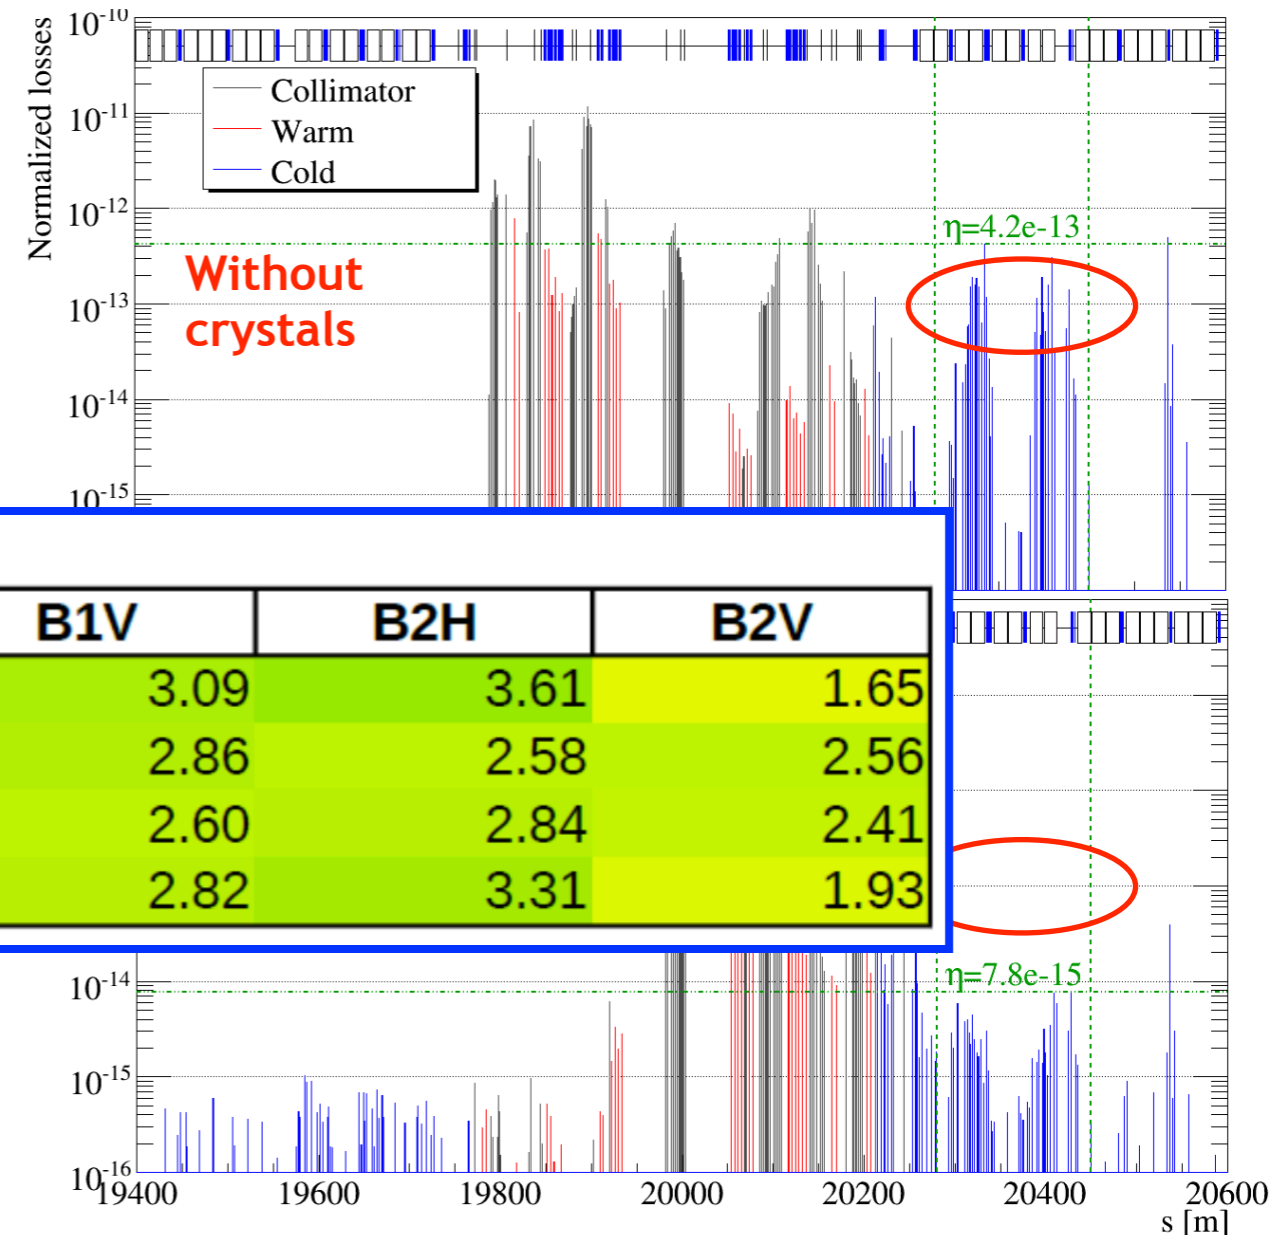 10⁻¹⁰
Normalized losses
Collimator
10⁻¹¹
Warm
Cold
10⁻¹²
η=4.2e-13
Without
crystals
10⁻¹³
10⁻¹⁴
10⁻¹⁵
B1V B2H B2V
3.09 3.61 1.65
2.86 2.58 2.56
2.60 2.84 2.41
2.82 3.31 1.93
10⁻¹⁴
η=7.8e-15
10⁻¹⁵
10⁻¹⁶
19400 19600 19800 20000 20200 20400 20600
s [m]